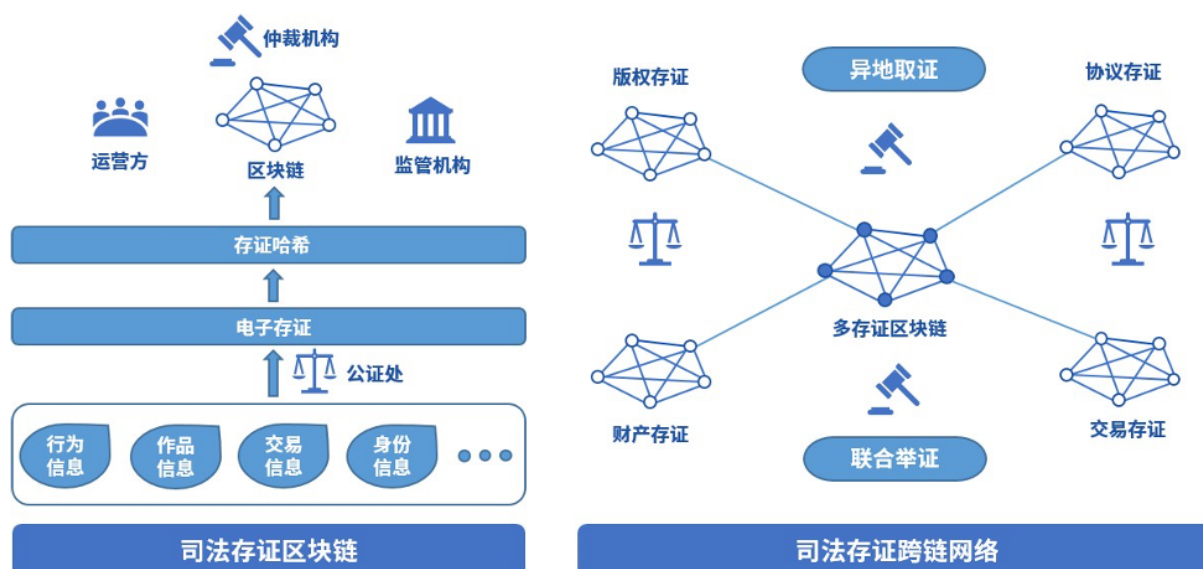 仲裁机构
运营方
区块链
监管机构
存证哈希
电子存证
公证处
行为
信息
作品
信息
交易
信息
身份
信息
司法存证区块链
版权存证
异地取证
协议存证
多存证区块链
财产存证
交易存证
联合举证
司法存证跨链网络